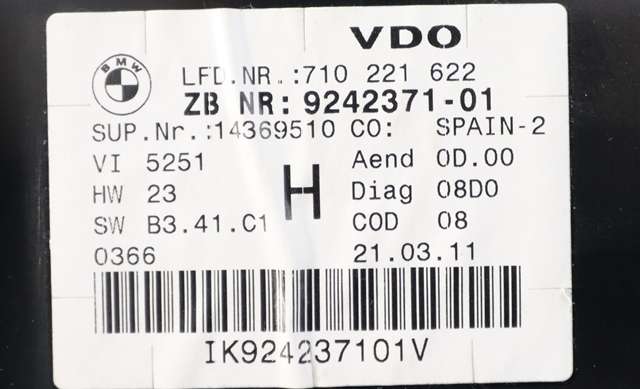 VDO
BMW
LFD.NR.:710 221 622
ZB NR: 9242371-01
SUP.Nr.:14369510 CO: SPAIN-2
VI 5251 Aend 0D.00
HW 23 H Diag 08D0
SW B3.41.C1 COD 08
0366 21.03.11
IK924237101V